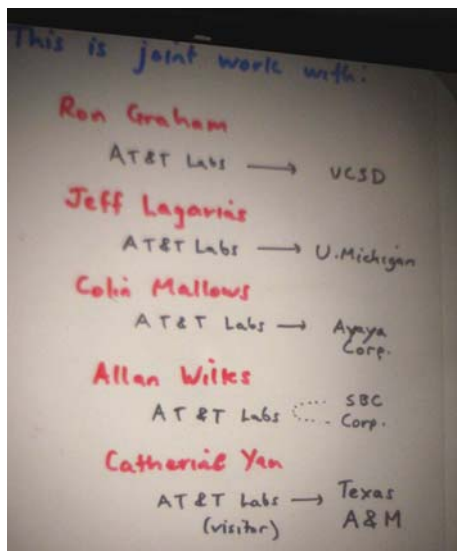 This is joint work with:
Ron Graham
AT&T Labs → UCSD
Jeff Lagarias
AT&T Labs → U. Michigan
Colin Mallows
AT&T Labs → Avaya
Corp.
Allan Wilks
SBC
AT&T Labs Corp.
Catherine Yan
AT&T Labs → Texas
(visitor) A&M